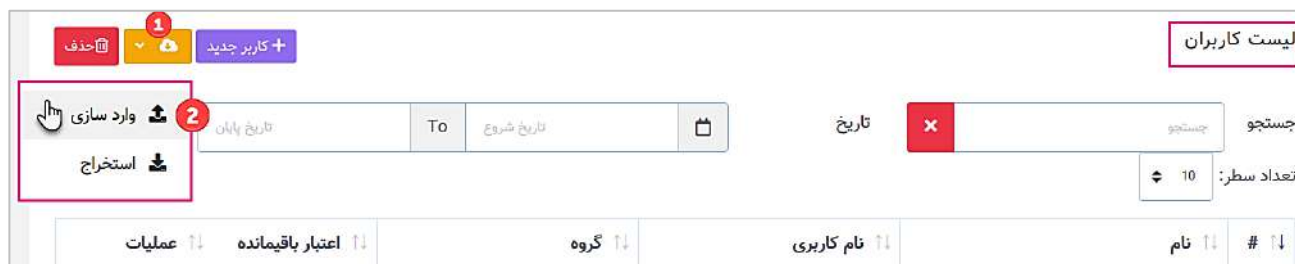 لیست کاربران
+ کاربر جدید
1
حذف
جستجو
جستجو
تاریخ
تاریخ شروع
To
تاریخ پایان
2
وارد سازی
استخراج
تعداد سطر: 10
# نام نام کاربری گروه اعتبار باقیمانده عملیات